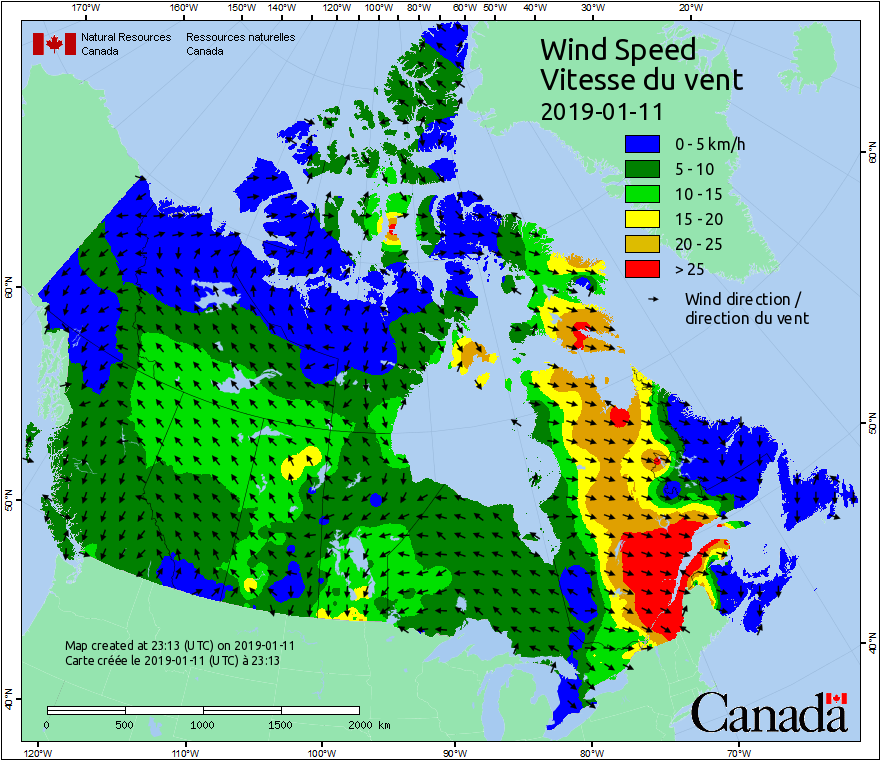 170°W 160°W 150°W 140°W 130°W 120°W 110°W 100°W 90°W 80°W 70°W 60°W 50°W 40°W 30°W 20°W
Natural Resources Ressources naturelles
Canada Canada
Wind Speed
Vitesse du vent
2019-01-11
0 - 5 km/h
5 - 10
10 - 15
15 - 20
20 - 25
> 25
Wind direction /
direction du vent
60°N
60°N
50°N
50°N
40°N
40°N
Map created at 23:13 (UTC) on 2019-01-11
Carte créée le 2019-01-11 (UTC) à 23:13
0 500 1000 1500 2000 km
Canada
120°W 110°W 100°W 90°W 80°W 70°W